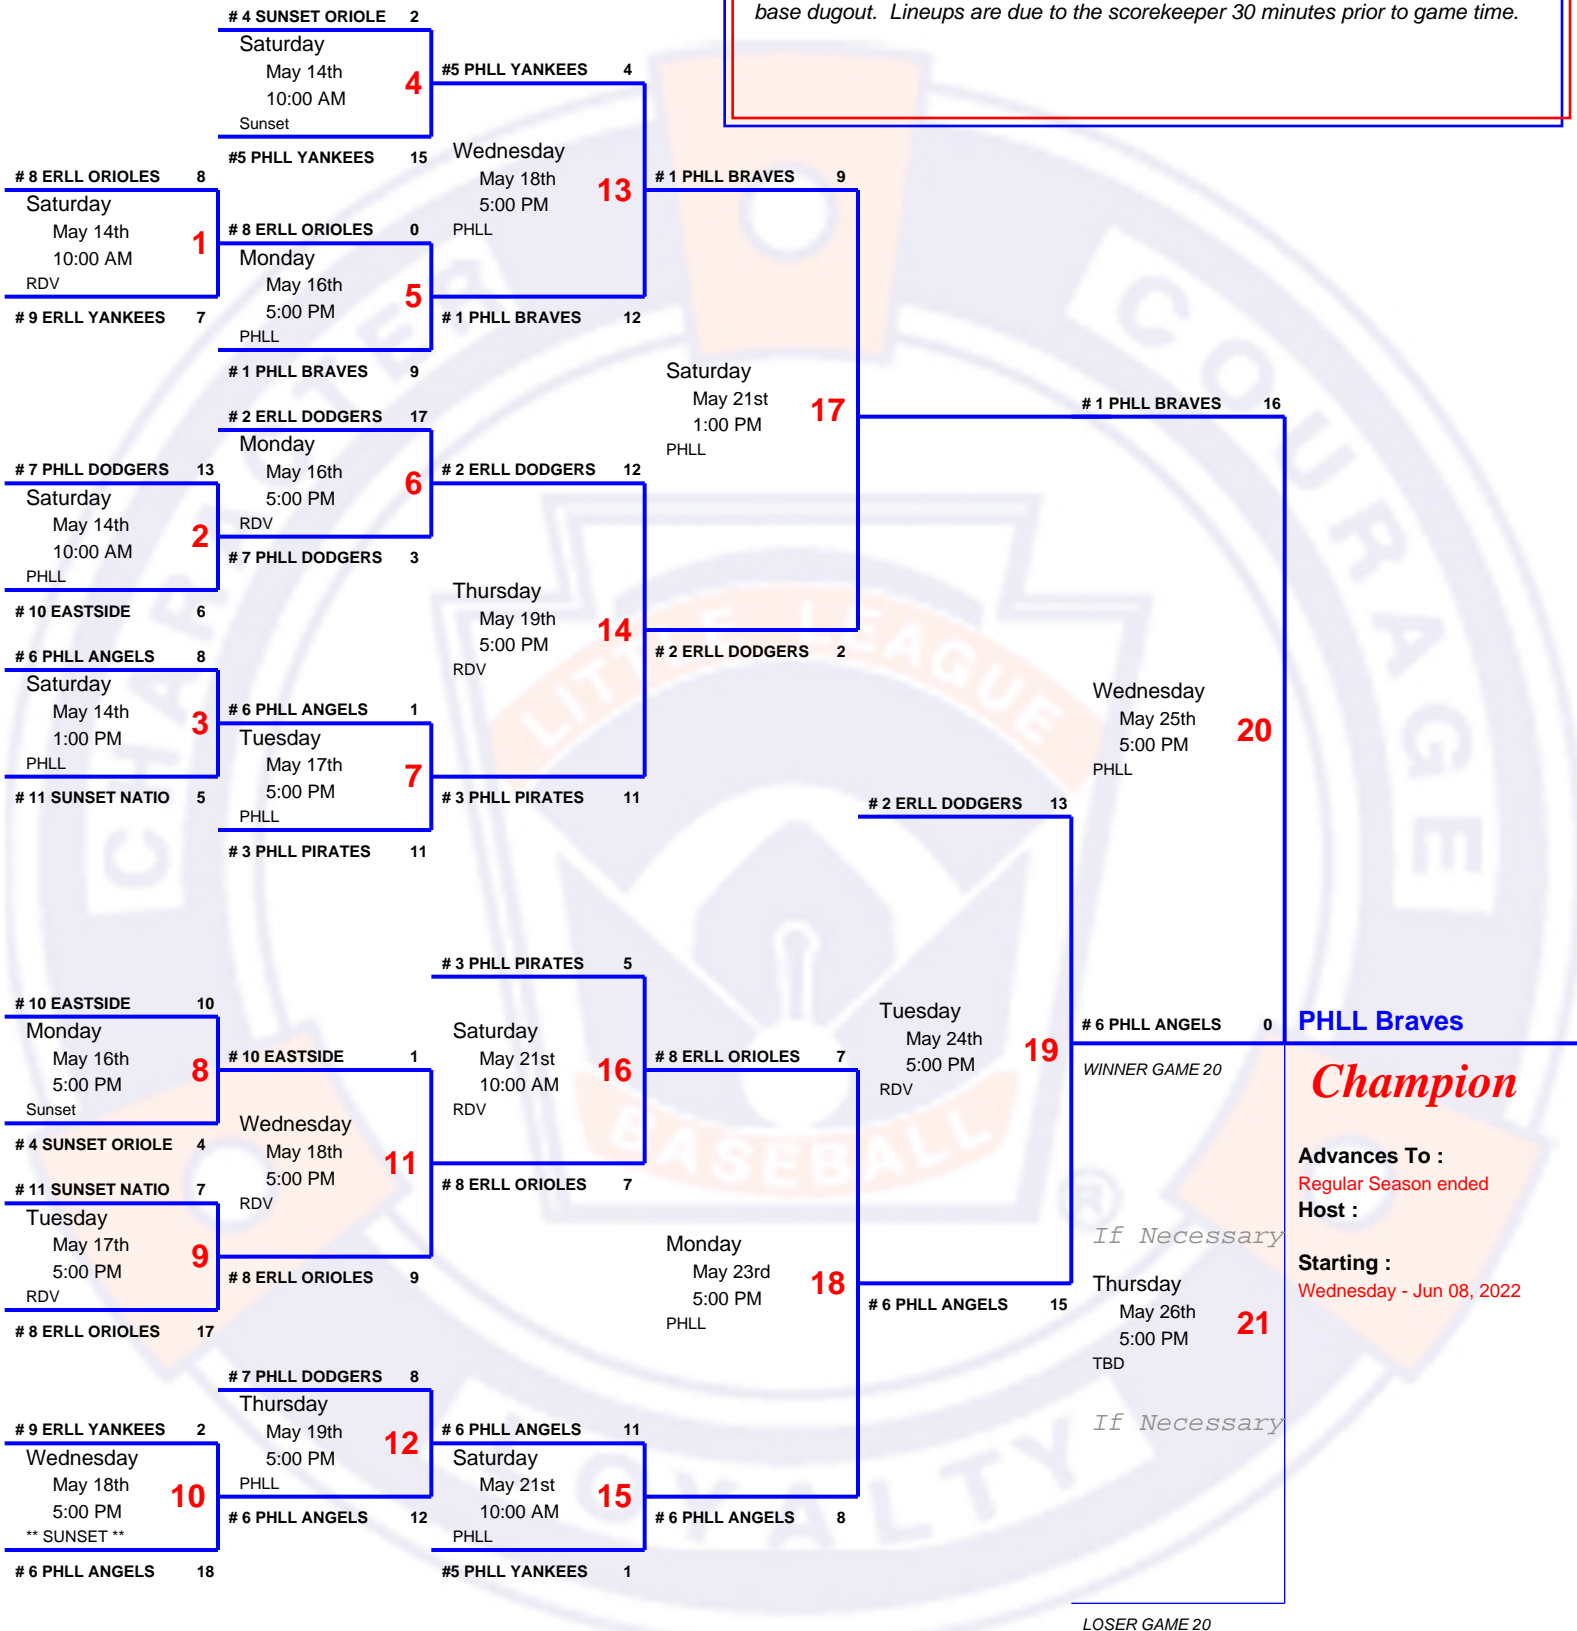 base dugout.  Lineups are due to the scorekeeper 30 minutes prior to game time.
# 4 SUNSET ORIOLE 2
Saturday
May 14th
10:00 AM
4
Sunset
#5 PHLL YANKEES 15
#5 PHLL YANKEES 4
Wednesday
May 18th
5:00 PM
13
PHLL
# 1 PHLL BRAVES 12
# 8 ERLL ORIOLES 8
Saturday
May 14th
10:00 AM
1
RDV
# 9 ERLL YANKEES 7
# 8 ERLL ORIOLES 0
Monday
May 16th
5:00 PM
5
PHLL
# 1 PHLL BRAVES 9
# 1 PHLL BRAVES 9
Saturday
May 21st
1:00 PM
17
PHLL
# 2 ERLL DODGERS 2
# 2 ERLL DODGERS 17
Monday
May 16th
5:00 PM
6
RDV
# 7 PHLL DODGERS 3
# 7 PHLL DODGERS 13
Saturday
May 14th
10:00 AM
2
PHLL
# 10 EASTSIDE 6
# 2 ERLL DODGERS 12
Thursday
May 19th
5:00 PM
14
RDV
# 3 PHLL PIRATES 11
# 6 PHLL ANGELS 8
Saturday
May 14th
1:00 PM
3
PHLL
# 11 SUNSET NATIO 5
# 6 PHLL ANGELS 1
Tuesday
May 17th
5:00 PM
7
PHLL
# 3 PHLL PIRATES 11
# 1 PHLL BRAVES 16
Wednesday
May 25th
5:00 PM
20
PHLL
# 6 PHLL ANGELS 0
# 2 ERLL DODGERS 13
Tuesday
May 24th
5:00 PM
19
RDV
# 6 PHLL ANGELS 15
# 3 PHLL PIRATES 5
Saturday
May 21st
10:00 AM
16
RDV
# 8 ERLL ORIOLES 7
# 10 EASTSIDE 10
Monday
May 16th
5:00 PM
8
Sunset
# 4 SUNSET ORIOLE 4
# 10 EASTSIDE 1
Wednesday
May 18th
5:00 PM
11
RDV
# 8 ERLL ORIOLES 9
# 11 SUNSET NATIO 7
Tuesday
May 17th
5:00 PM
9
RDV
# 8 ERLL ORIOLES 17
# 8 ERLL ORIOLES 7
Monday
May 23rd
5:00 PM
18
PHLL
# 6 PHLL ANGELS 8
# 7 PHLL DODGERS 8
Thursday
May 19th
5:00 PM
12
PHLL
# 6 PHLL ANGELS 12
# 9 ERLL YANKEES 2
Wednesday
May 18th
5:00 PM
10
** SUNSET **
# 6 PHLL ANGELS 18
# 6 PHLL ANGELS 11
Saturday
May 21st
10:00 AM
15
PHLL
#5 PHLL YANKEES 1
WINNER GAME 20
If Necessary
Thursday
May 26th
5:00 PM
21
TBD
If Necessary
LOSER GAME 20
PHLL Braves
Champion
Advances To :
Regular Season ended
Host :
Starting :
Wednesday - Jun 08, 2022
CHARACTER
COURAGE
LOYALTY
LITTLE LEAGUE
BASEBALL
®